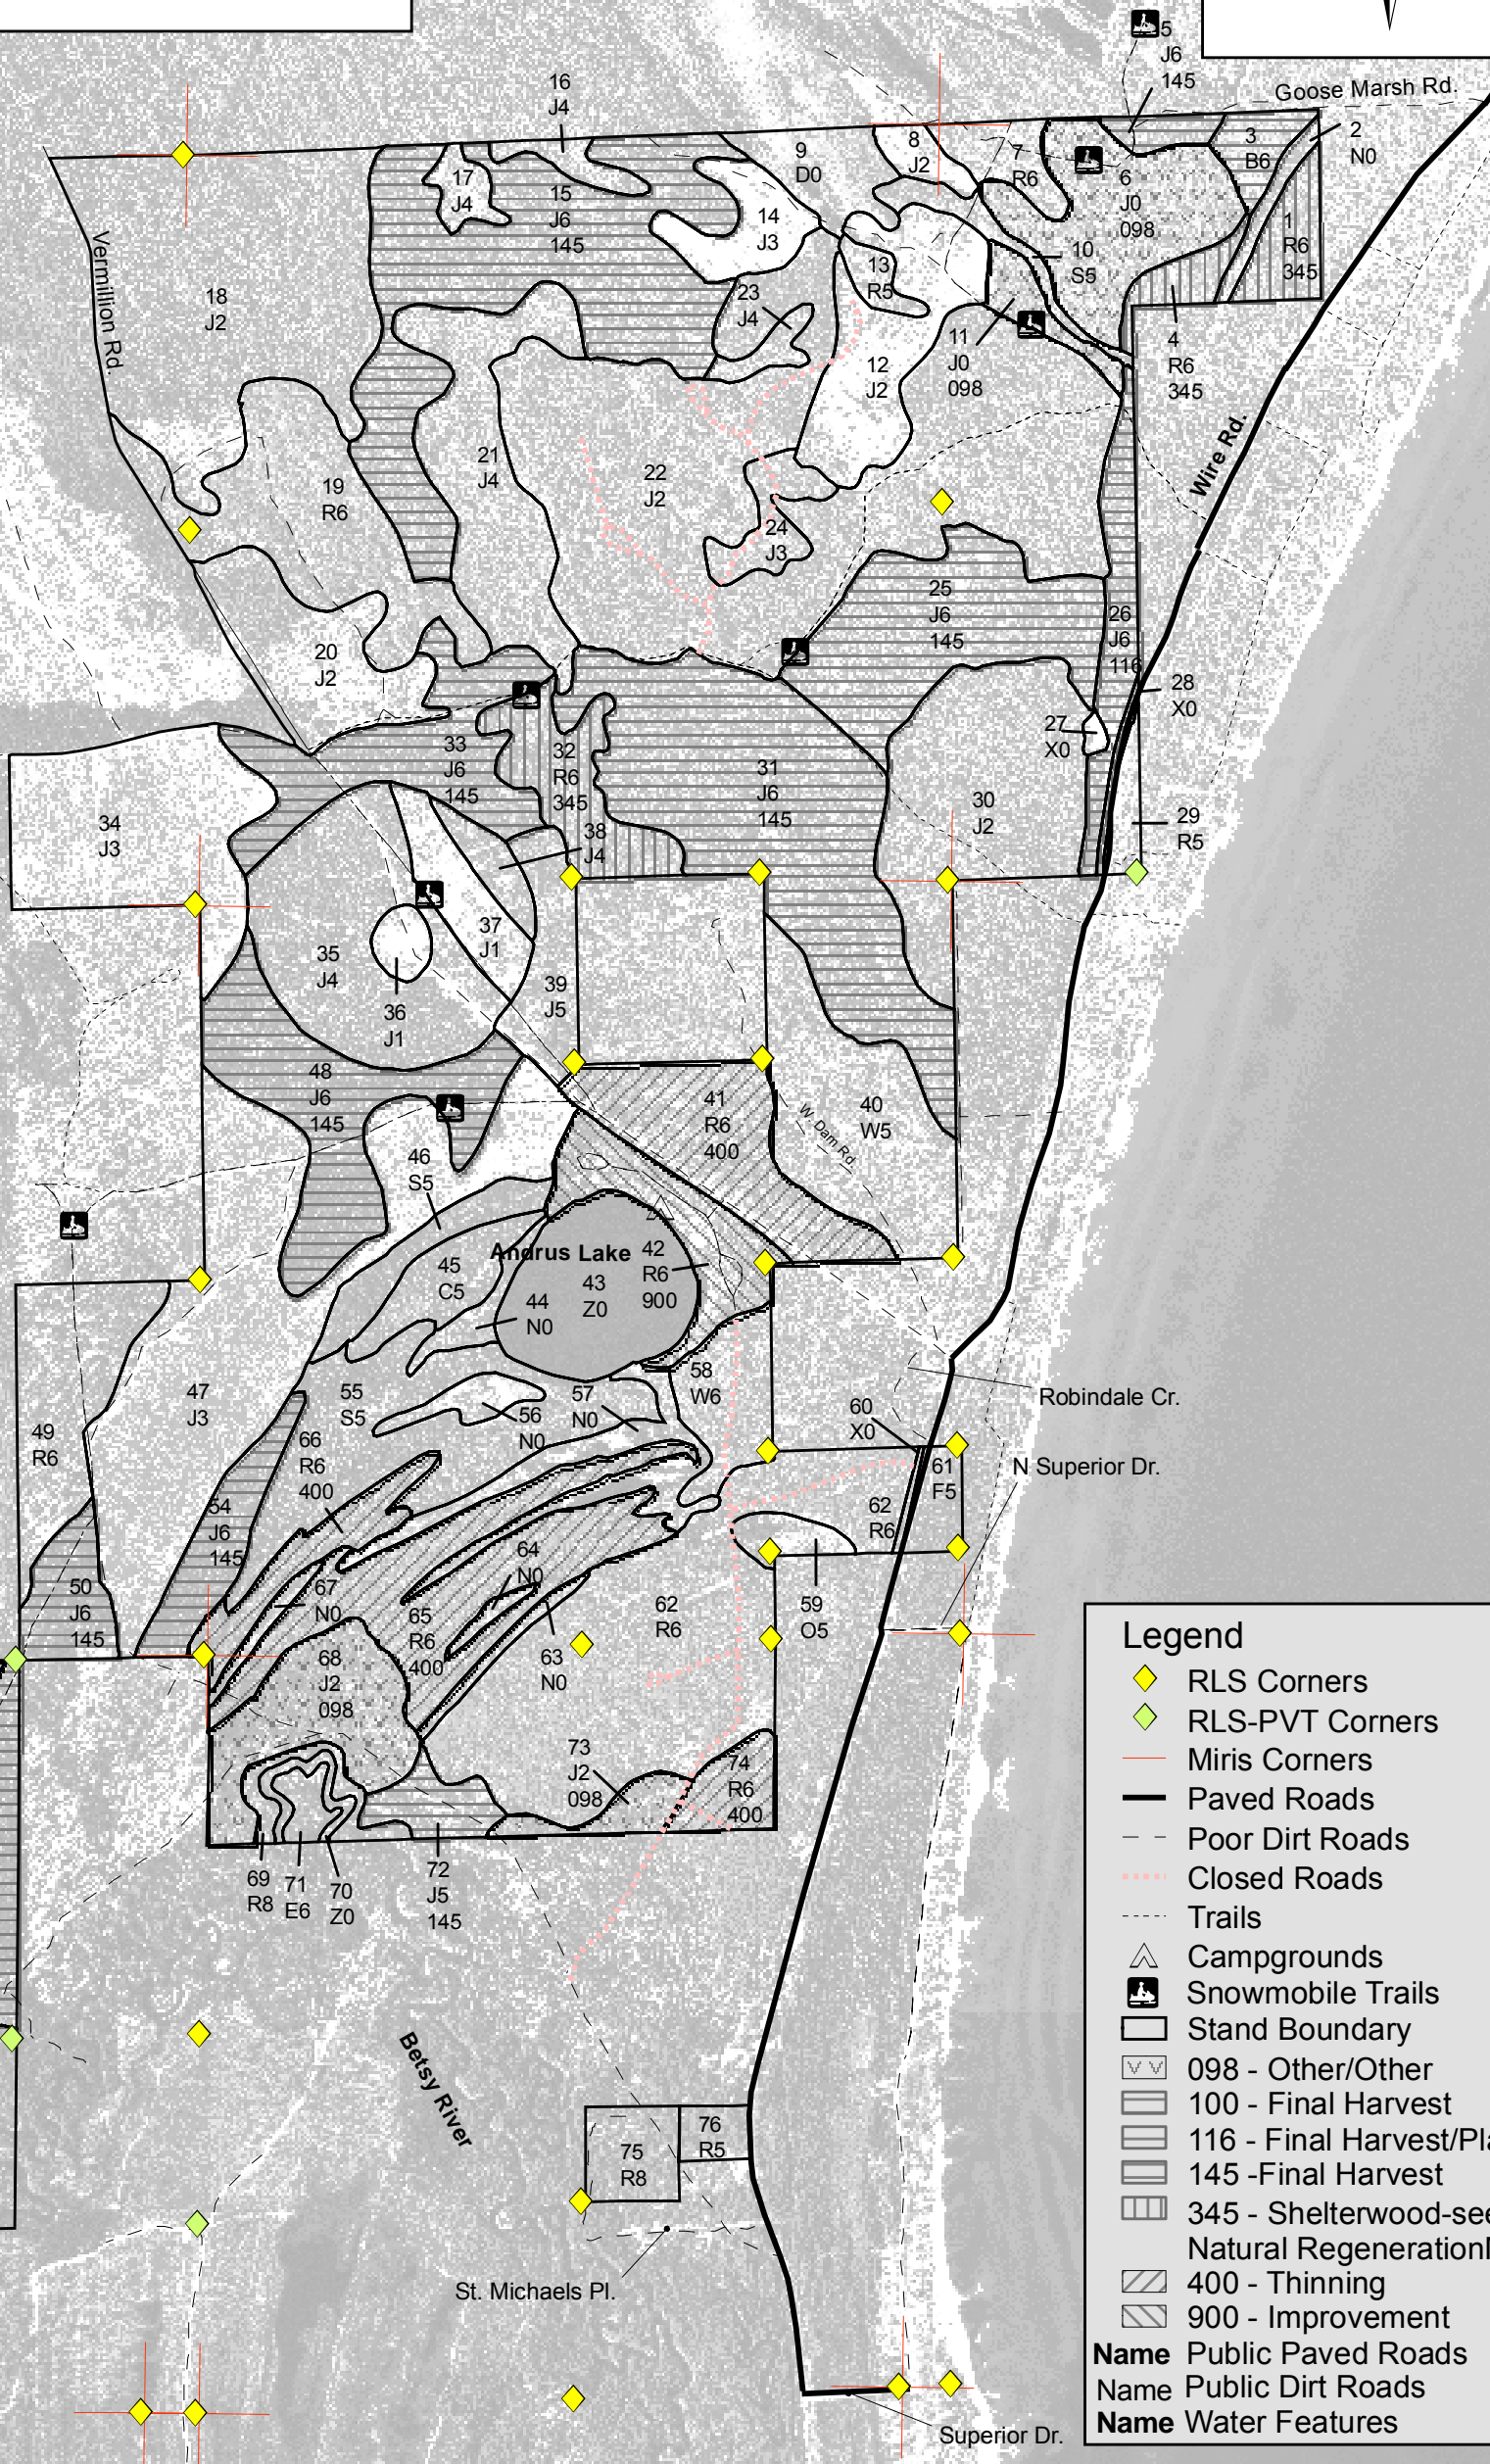 5
J6
145
Goose Marsh Rd.
16
J4
9
D0
8
J2
7
R6
3
B6
2
N0
17
J4
15
J6
145
14
J3
6
J0
098
1
R6
345
10
S5
13
R5
Vermillion Rd.
18
J2
23
J4
11
J0
098
12
J2
4
R6
345
Wire Rd.
19
R6
21
J4
22
J2
24
J3
25
J6
145
26
J6
116
20
J2
28
X0
27
X0
33
J6
145
32
R6
345
31
J6
145
30
J2
29
R5
34
J3
38
J4
37
J1
35
J4
36
J1
39
J5
48
J6
145
41
R6
400
40
W5
W. Dam Rd.
46
S5
Andrus Lake
45
C5
44
N0
43
Z0
42
R6
900
58
W6
47
J3
49
R6
55
S5
56
N0
57
N0
60
X0
Robindale Cr.
N Superior Dr.
61
F5
66
R6
400
54
J6
145
62
R6
64
N0
67
N0
65
R6
400
62
R6
59
O5
50
J6
145
63
N0
68
J2
098
73
J2
098
74
R6
400
69
R8
71
E6
70
Z0
72
J5
145
Betsy River
75
R8
76
R5
St. Michaels Pl.
Superior Dr.
Legend
RLS Corners
RLS-PVT Corners
Miris Corners
Paved Roads
Poor Dirt Roads
Closed Roads
Trails
Campgrounds
Snowmobile Trails
Stand Boundary
098 - Other/Other
100 - Final Harvest
116 - Final Harvest/Pla
145 -Final Harvest
345 - Shelterwood-see
Natural Regeneration
400 - Thinning
900 - Improvement
Name Public Paved Roads
Name Public Dirt Roads
Name Water Features